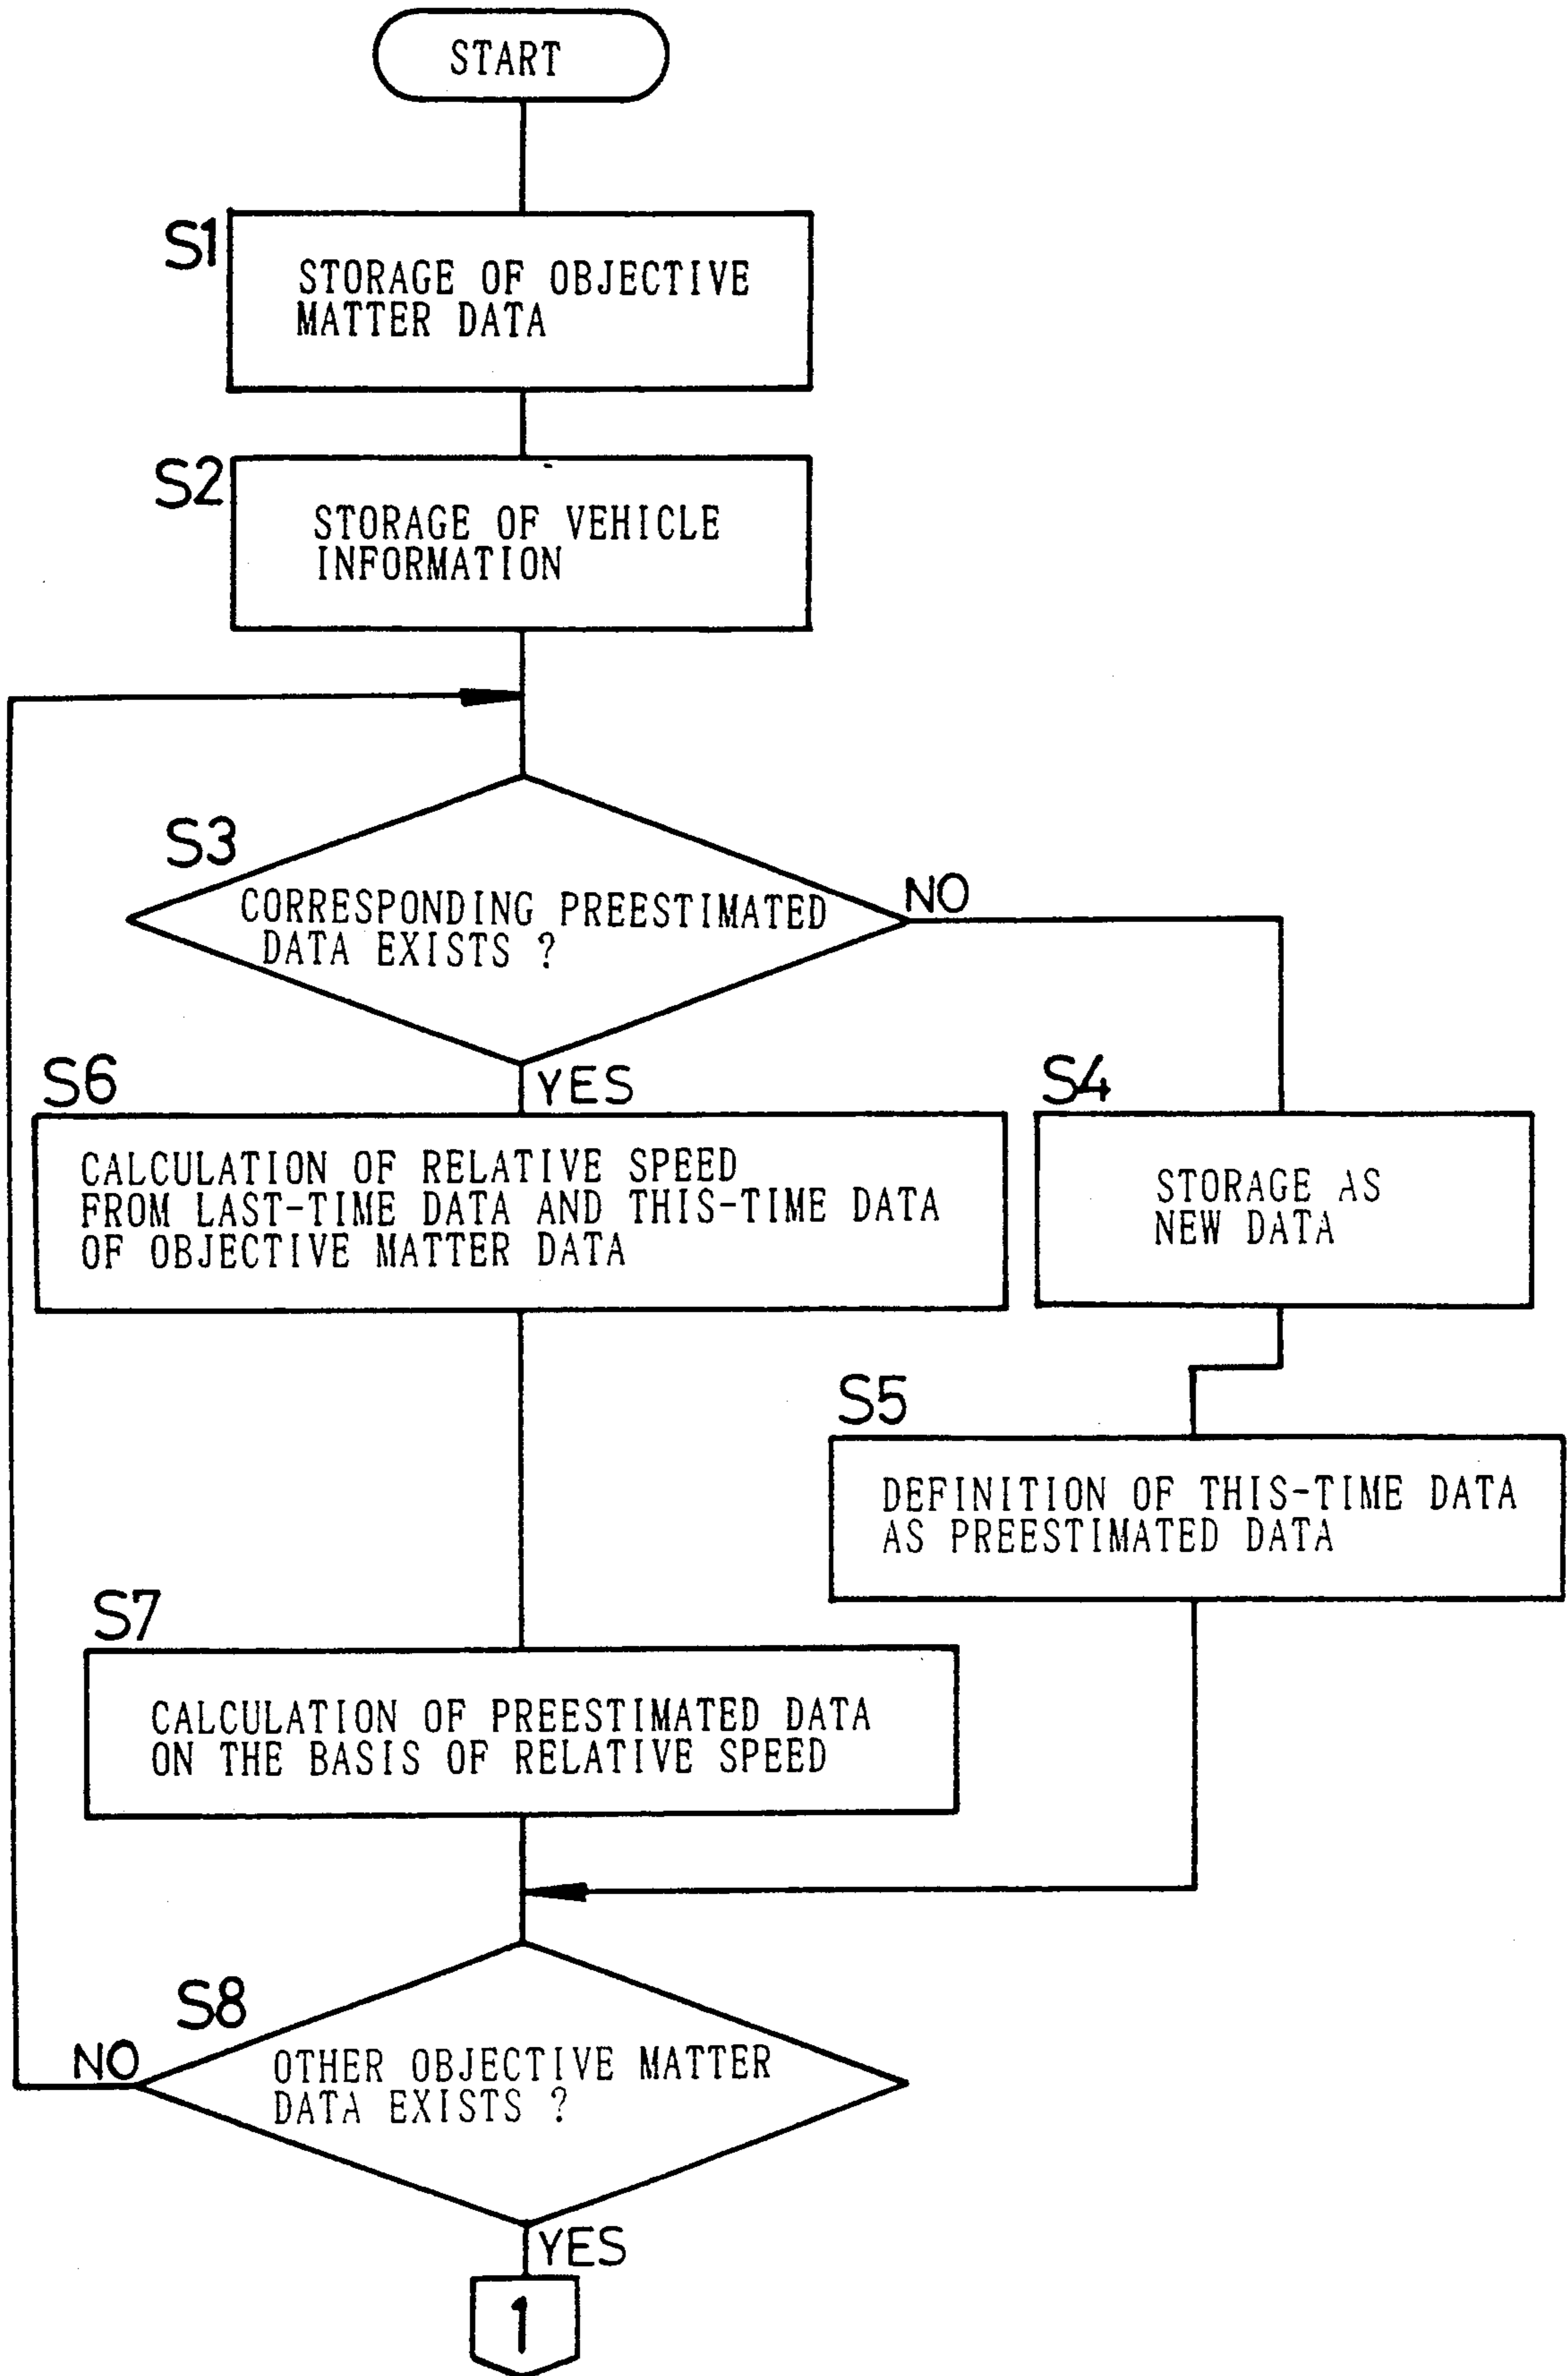 START
S1
STORAGE OF OBJECTIVE
MATTER DATA
S2
STORAGE OF VEHICLE
INFORMATION
S3
CORRESPONDING PREESTIMATED
DATA EXISTS ?
NO
YES
S6
CALCULATION OF RELATIVE SPEED
FROM LAST-TIME DATA AND THIS-TIME DATA
OF OBJECTIVE MATTER DATA
S4
STORAGE AS
NEW DATA
S5
DEFINITION OF THIS-TIME DATA
AS PREESTIMATED DATA
S7
CALCULATION OF PREESTIMATED DATA
ON THE BASIS OF RELATIVE SPEED
S8
OTHER OBJECTIVE MATTER
DATA EXISTS ?
NO
YES
1